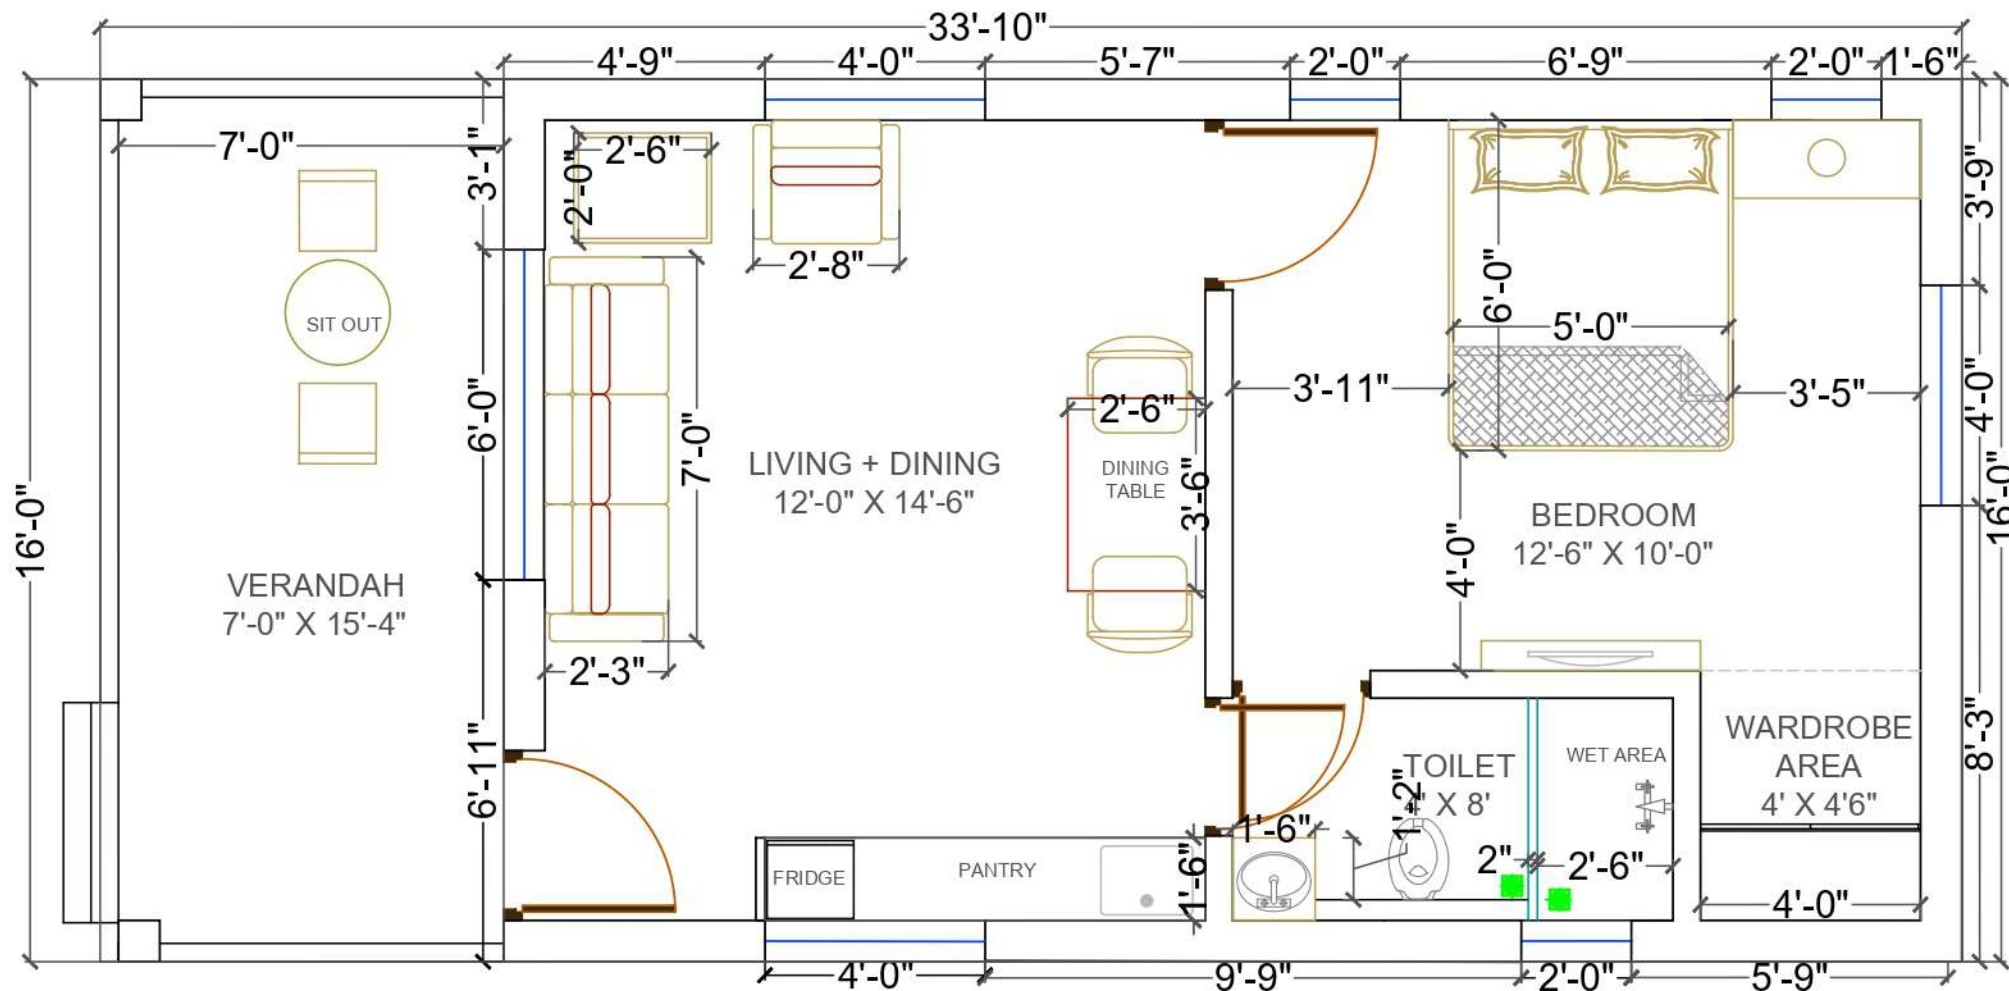 33'-10"
4'-9"
4'-0"
5'-7"
2'-0"
6'-9"
2'-0"
1'-6"
7'-0"
3'-1"
2'-0"
2'-6"
2'-8"
3'-9"
6'-0"
5'-0"
SIT OUT
16'-0"
6'-0"
7'-0"
2'-6"
3'-11"
3'-5"
4'-0"
16'-0"
LIVING + DINING
12'-0" X 14'-6"
DINING
TABLE
3'-6"
BEDROOM
12'-6" X 10'-0"
4'-0"
VERANDAH
7'-0" X 15'-4"
2'-3"
6'-11"
TOILET
4' X 8'
1'-2"
WET AREA
WARDROBE
AREA
4' X 4'6"
8'-3"
FRIDGE
PANTRY
1'-6"
1'-6"
2"
2'-6"
4'-0"
4'-0"
9'-9"
2'-0"
5'-9"